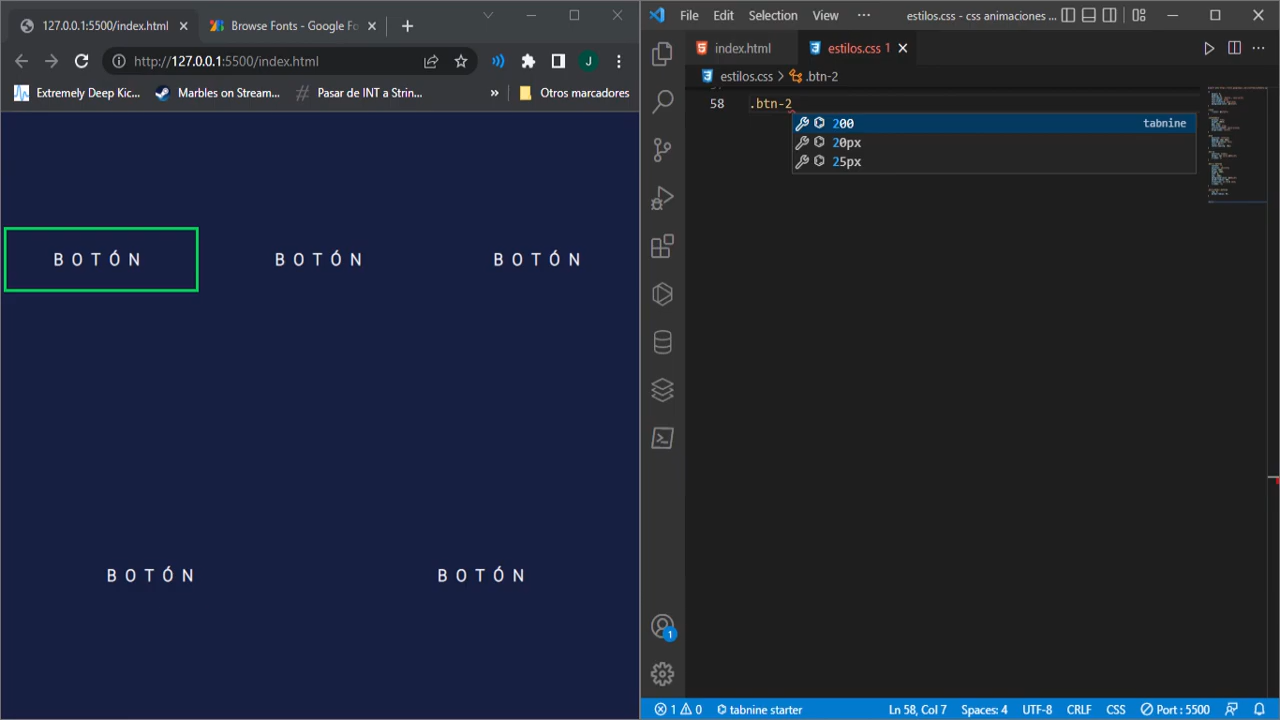 127.0.0.1:5500/index.html
Browse Fonts - Google Fo
http://127.0.0.1:5500/index.html
J
Extremely Deep Kic...
Marbles on Stream...
Pasar de INT a Strin...
»
Otros marcadores
BOTÓN
BOTÓN
BOTÓN
BOTÓN
BOTÓN
File Edit Selection View ···
estilos.css - css animaciones ...
index.html
estilos.css 1
estilos.css > .btn-2
58 .btn-2
200 tabnine
20px
25px
1
1 0 tabnine starter
Ln 58, Col 7 Spaces: 4 UTF-8 CRLF CSS Port : 5500